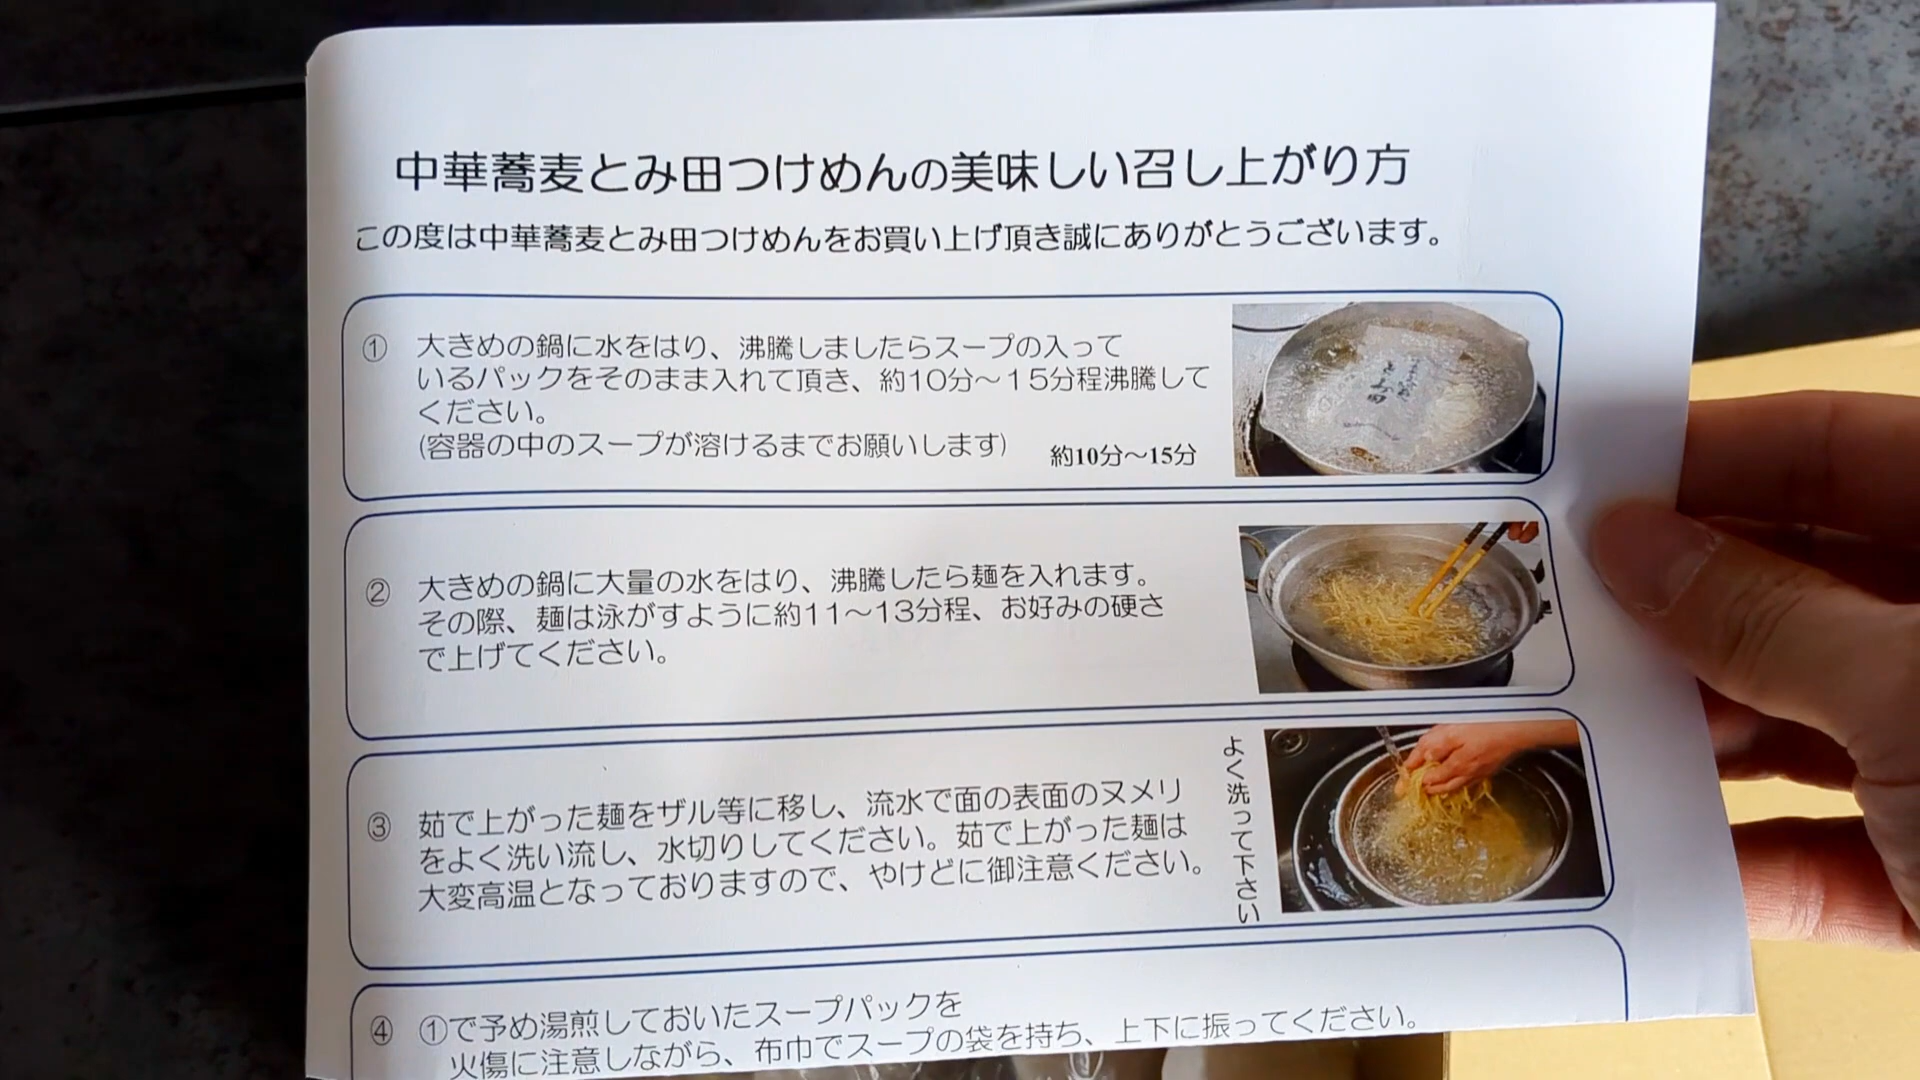 中華蕎麦とみ田つけめんの美味しい召し上がり方
この度は中華蕎麦とみ田つけめんをお買い上げ頂き誠にありがとうございます。
① 大きめの鍋に水をはり、沸騰しましたらスープの入って
いるパックをそのまま入れて頂き、約10分～15分程沸騰して
ください。
(容器の中のスープが溶けるまでお願いします)
約10分～15分
② 大きめの鍋に大量の水をはり、沸騰したら麺を入れます。
その際、麺は泳がすように約11～13分程、お好みの硬さ
で上げてください。
③ 茹で上がった麺をザル等に移し、流水で面の表面のヌメリ
をよく洗い流し、水切りしてください。茹で上がった麺は
大変高温となっておりますので、やけどに御注意ください。
よく洗って下さい
④ ①で予め湯煎しておいたスープパックを
火傷に注意しながら、布巾でスープの袋を持ち、上下に振ってください。